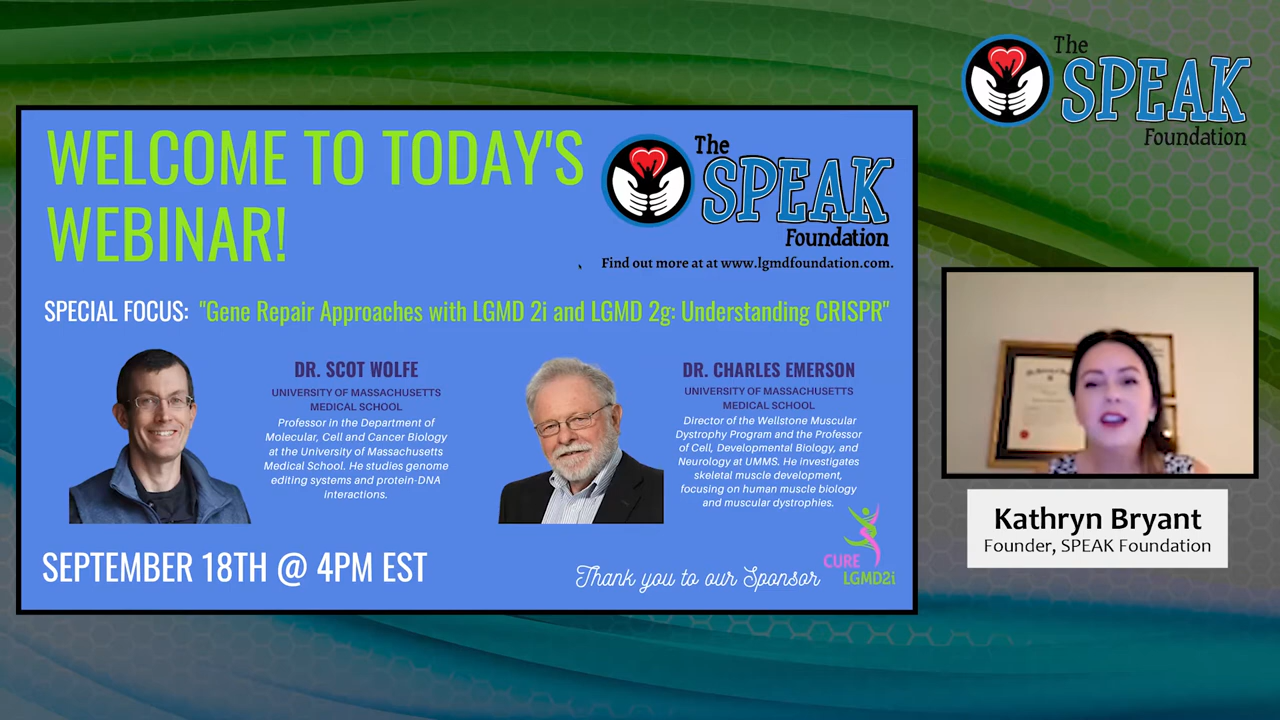 WELCOME TO TODAY'S
WEBINAR!
The
SPEAK
Foundation
Find out more at at www.lgmdfoundation.com.
SPECIAL FOCUS: "Gene Repair Approaches with LGMD 2i and LGMD 2g: Understanding CRISPR"
DR. SCOT WOLFE
UNIVERSITY OF MASSACHUSETTS
MEDICAL SCHOOL
Professor in the Department of
Molecular, Cell and Cancer Biology
at the University of Massachusetts
Medical School. He studies genome
editing systems and protein-DNA
interactions.
DR. CHARLES EMERSON
UNIVERSITY OF MASSACHUSETTS
MEDICAL SCHOOL
Director of the Wellstone Muscular
Dystrophy Program and the Professor
of Cell, Developmental Biology, and
Neurology at UMMS. He investigates
skeletal muscle development,
focusing on human muscle biology
and muscular dystrophies.
SEPTEMBER 18TH @ 4PM EST
Thank you to our Sponsor
CURE
LGMD2i
The
SPEAK
Foundation
Kathryn Bryant
Founder, SPEAK Foundation